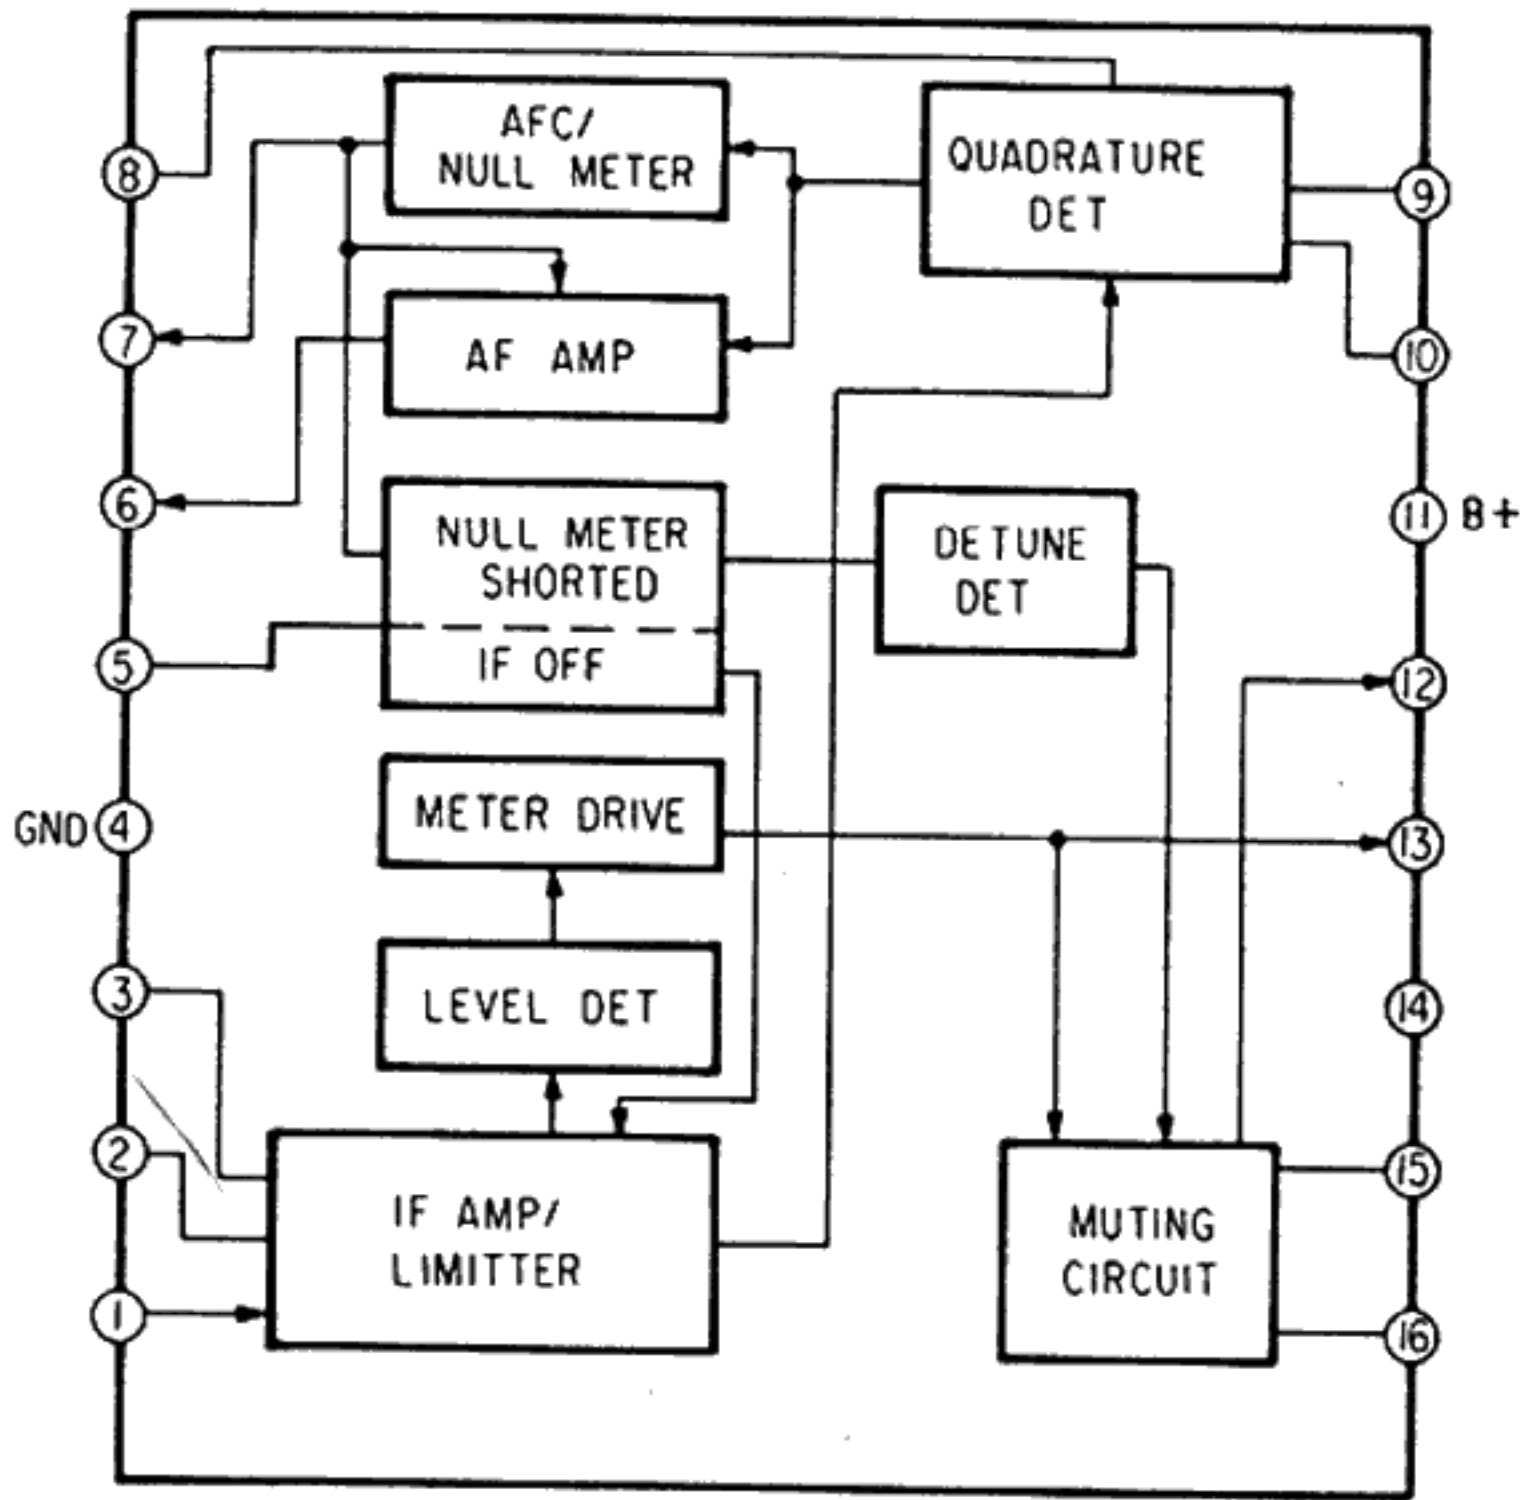 AFC/
NULL METER
QUADRATURE
DET
8
9
7
AF AMP
10
6
NULL METER
SHORTED
IF OFF
DETUNE
DET
11 B+
5
12
METER DRIVE
GND 4
13
3
LEVEL DET
14
2
15
IF AMP/
LIMITTER
MUTING
CIRCUIT
1
16